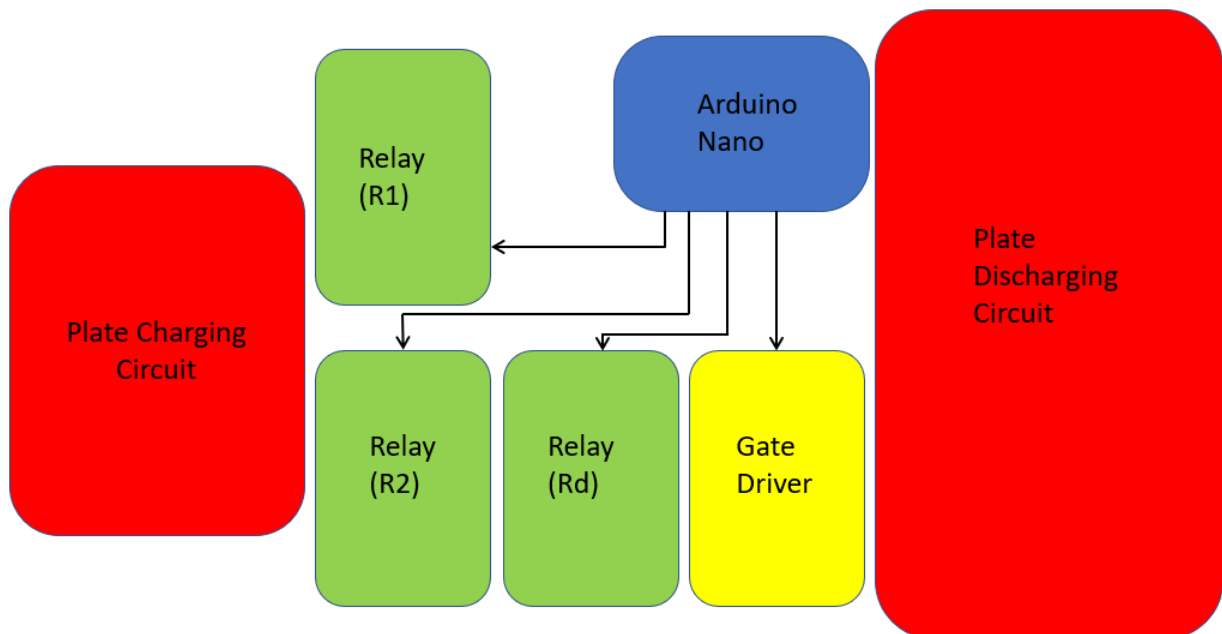 Plate Charging
Circuit
Relay
(R1)
Arduino
Nano
Relay
(R2)
Relay
(Rd)
Gate
Driver
Plate
Discharging
Circuit